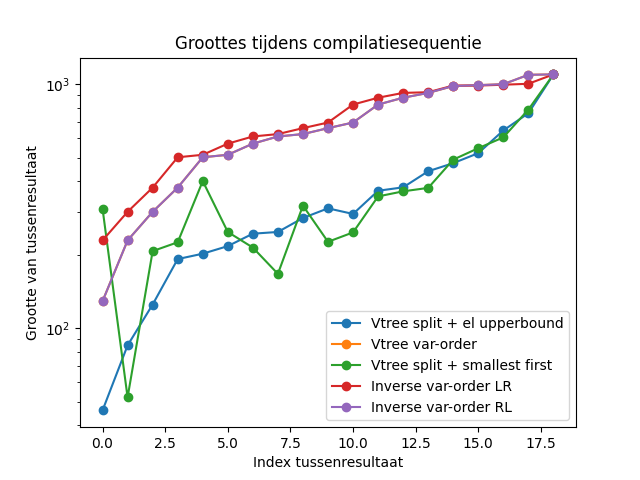 Groottes tijdens compilatiesequentie
Grootte van tussenresultaat
10³
10²
0.0 2.5 5.0 7.5 10.0 12.5 15.0 17.5
Index tussenresultaat
Vtree split + el upperbound
Vtree var-order
Vtree split + smallest first
Inverse var-order LR
Inverse var-order RL